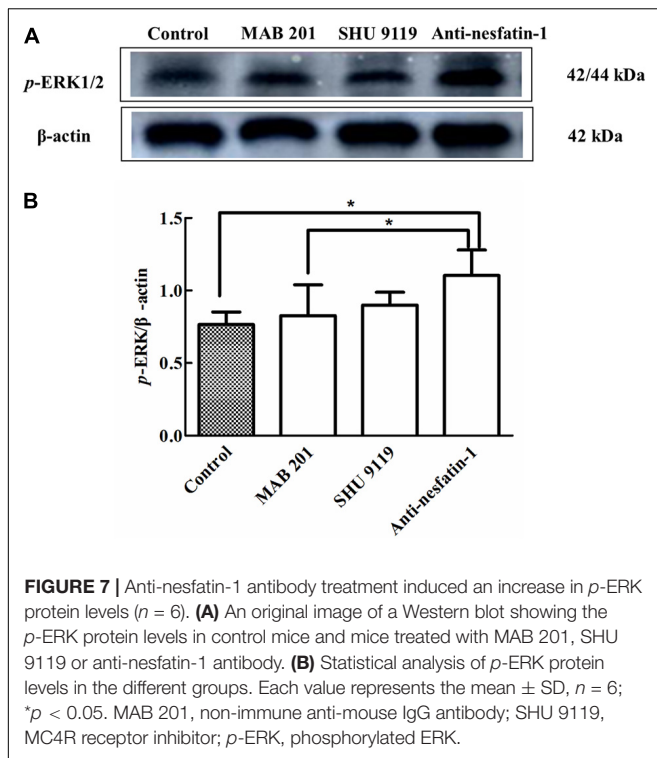 A
Control MAB 201 SHU 9119 Anti-nesfatin-1
p-ERK1/2 42/44 kDa
β-actin 42 kDa
B
*
*
1.5
1.0
0.5
0.0
p-ERK/β -actin
Control
MAB 201
SHU 9119
Anti-nesfatin-1
FIGURE 7 | Anti-nesfatin-1 antibody treatment induced an increase in p-ERK
protein levels (n = 6). (A) An original image of a Western blot showing the
p-ERK protein levels in control mice and mice treated with MAB 201, SHU
9119 or anti-nesfatin-1 antibody. (B) Statistical analysis of p-ERK protein
levels in the different groups. Each value represents the mean ± SD, n = 6;
*p < 0.05. MAB 201, non-immune anti-mouse IgG antibody; SHU 9119,
MC4R receptor inhibitor; p-ERK, phosphorylated ERK.